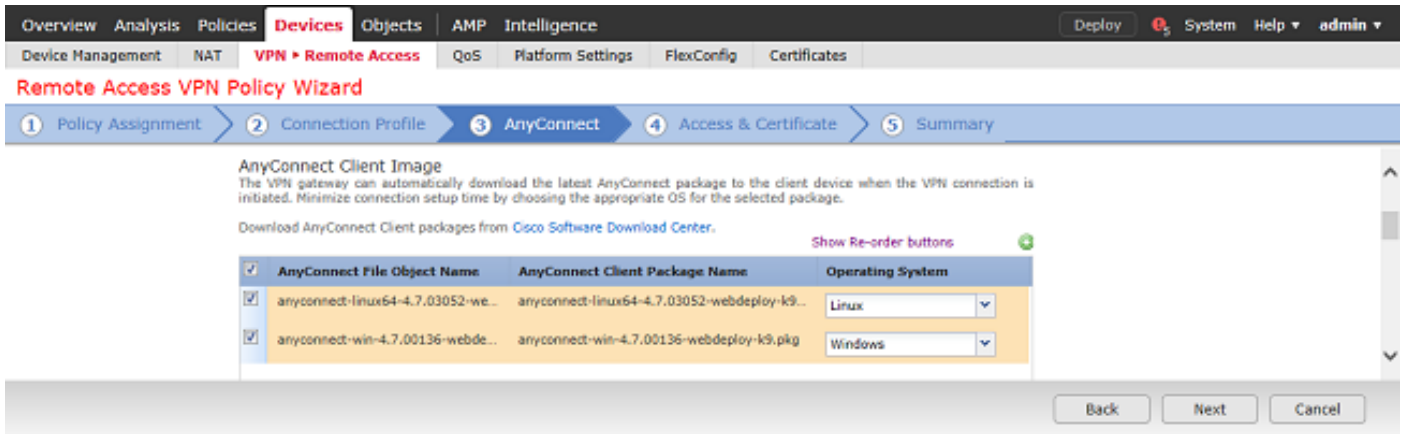 Overview Analysis Policies Devices Objects AMP Intelligence Deploy 5 System Help admin
Device Management NAT VPN ▸ Remote Access QoS Platform Settings FlexConfig Certificates
Remote Access VPN Policy Wizard
1 Policy Assignment 2 Connection Profile 3 AnyConnect 4 Access & Certificate 5 Summary
AnyConnect Client Image
The VPN gateway can automatically download the latest AnyConnect package to the client device when the VPN connection is
initiated. Minimize connection setup time by choosing the appropriate OS for the selected package.
Download AnyConnect Client packages from Cisco Software Download Center.
Show Re-order buttons
AnyConnect File Object Name AnyConnect Client Package Name Operating System
anyconnect-linux64-4.7.03052-we... anyconnect-linux64-4.7.03052-webdeploy-k9... Linux
anyconnect-win-4.7.00136-webde... anyconnect-win-4.7.00136-webdeploy-k9.pkg Windows
Back Next Cancel